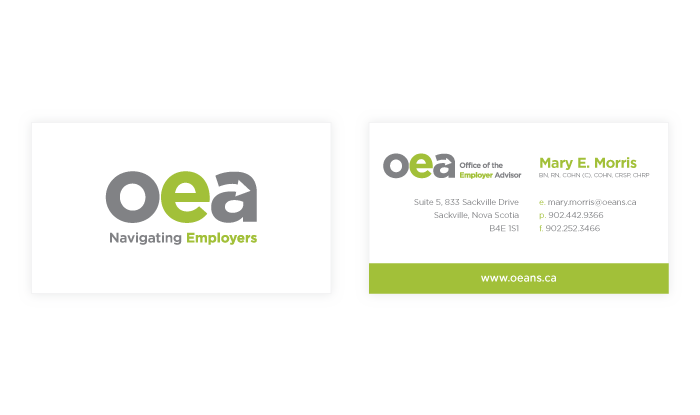 oea
Navigating Employers
oea
Office of the
Employer Advisor
Mary E. Morris
BN, RN, COHN (C), COHN, CRSP, CHRP
Suite 5, 833 Sackville Drive
Sackville, Nova Scotia
B4E 1S1
e. mary.morris@oeans.ca
p. 902.442.9366
f. 902.252.3466
www.oeans.ca